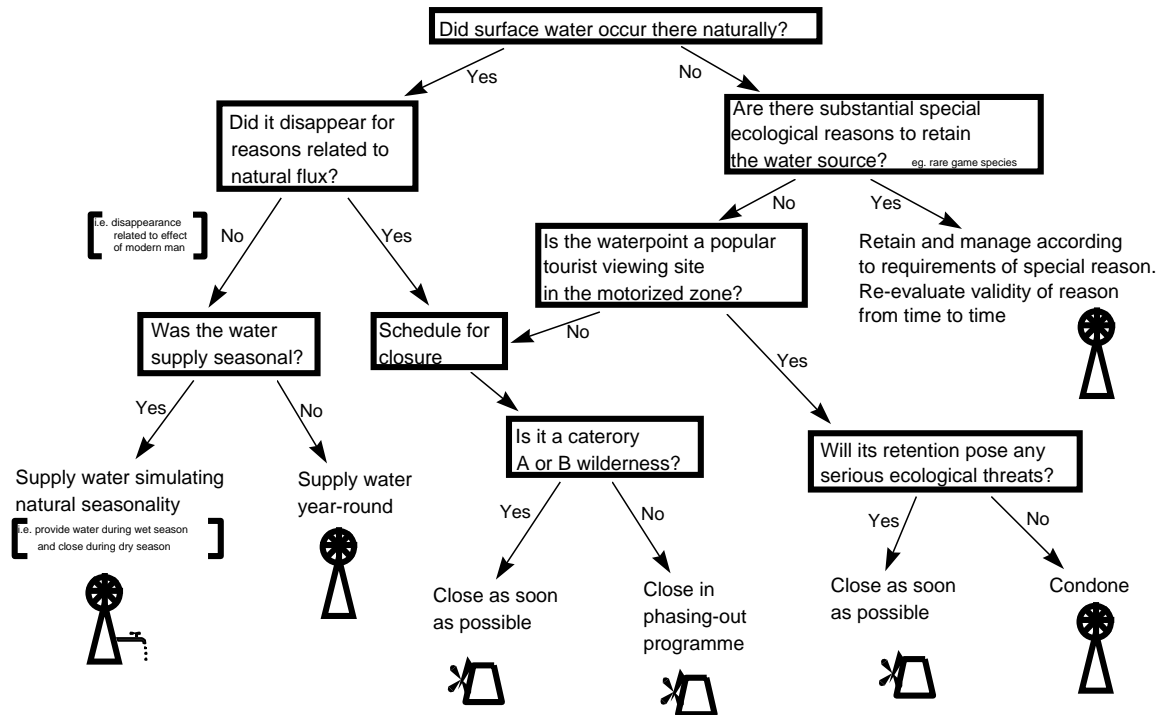 Did surface water occur there naturally?
Yes
No
Did it disappear for
reasons related to
natural flux?
Are there substantial special
ecological reasons to retain
the water source? eg. rare game species
i.e. disappearance
related to effect
of modern man
No
Yes
No
Yes
Is the waterpoint a popular
tourist viewing site
in the motorized zone?
Retain and manage according
to requirements of special reason.
Re-evaluate validity of reason
from time to time
Was the water
supply seasonal?
Schedule for
closure
No
Yes
Yes
No
Is it a caterory
A or B wilderness?
Will its retention pose any
serious ecological threats?
Supply water simulating
natural seasonality
i.e. provide water during wet season
and close during dry season
Supply water
year-round
Yes
No
Yes
No
Close as soon
as possible
Close in
phasing-out
programme
Close as soon
as possible
Condone